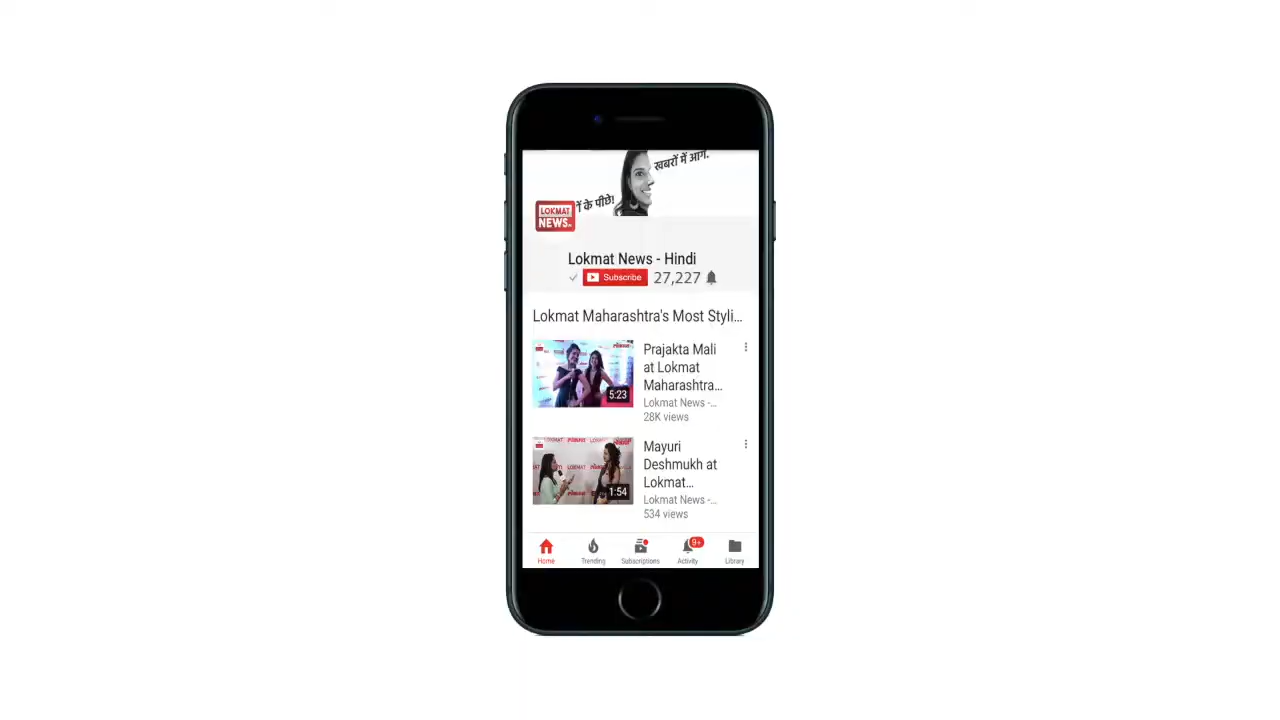 खबरों में आगे.
ों के पीछे!
LOKMAT
NEWS
Lokmat News - Hindi
Subscribe 27,227
Lokmat Maharashtra's Most Styli...
Prajakta Mali
at Lokmat
Maharashtra...
Lokmat News -...
28K views
5:23
Mayuri
Deshmukh at
Lokmat...
Lokmat News -...
534 views
LOKMAT
1:54
9+
Home Trending Subscriptions Activity Library